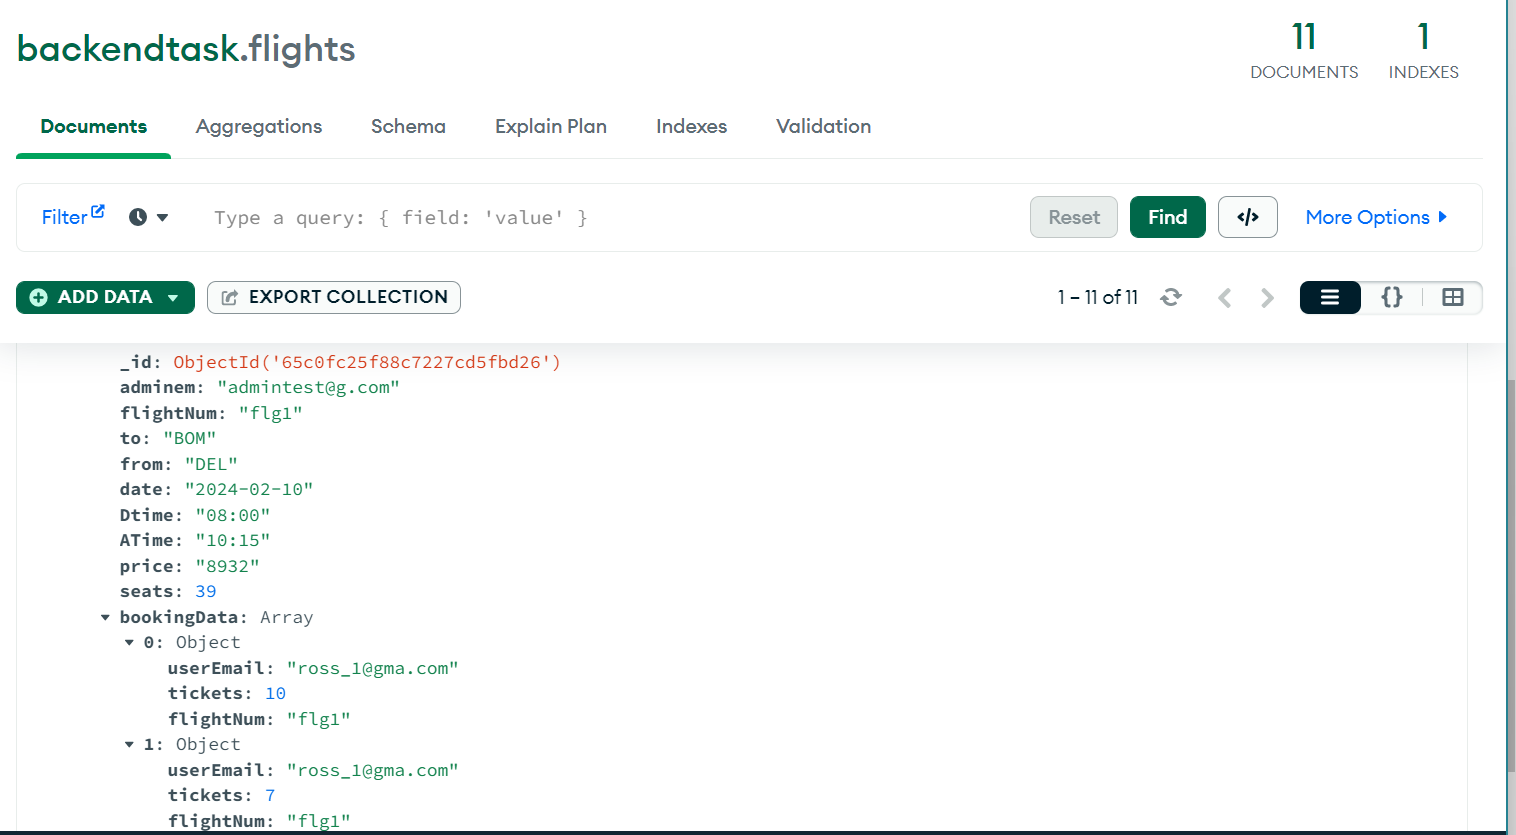 backendtask.flights
11
DOCUMENTS
1
INDEXES
Documents
Aggregations
Schema
Explain Plan
Indexes
Validation
Filter
Type a query: { field: 'value' }
Reset
Find
</>
More Options
ADD DATA
EXPORT COLLECTION
1 – 11 of 11
{}
_id: ObjectId('65c0fc25f88c7227cd5fbd26')
adminem: "admintest@g.com"
flightNum: "flg1"
to: "BOM"
from: "DEL"
date: "2024-02-10"
Dtime: "08:00"
ATime: "10:15"
price: "8932"
seats: 39
bookingData: Array
0: Object
userEmail: "ross_1@gma.com"
tickets: 10
flightNum: "flg1"
1: Object
userEmail: "ross_1@gma.com"
tickets: 7
flightNum: "flg1"